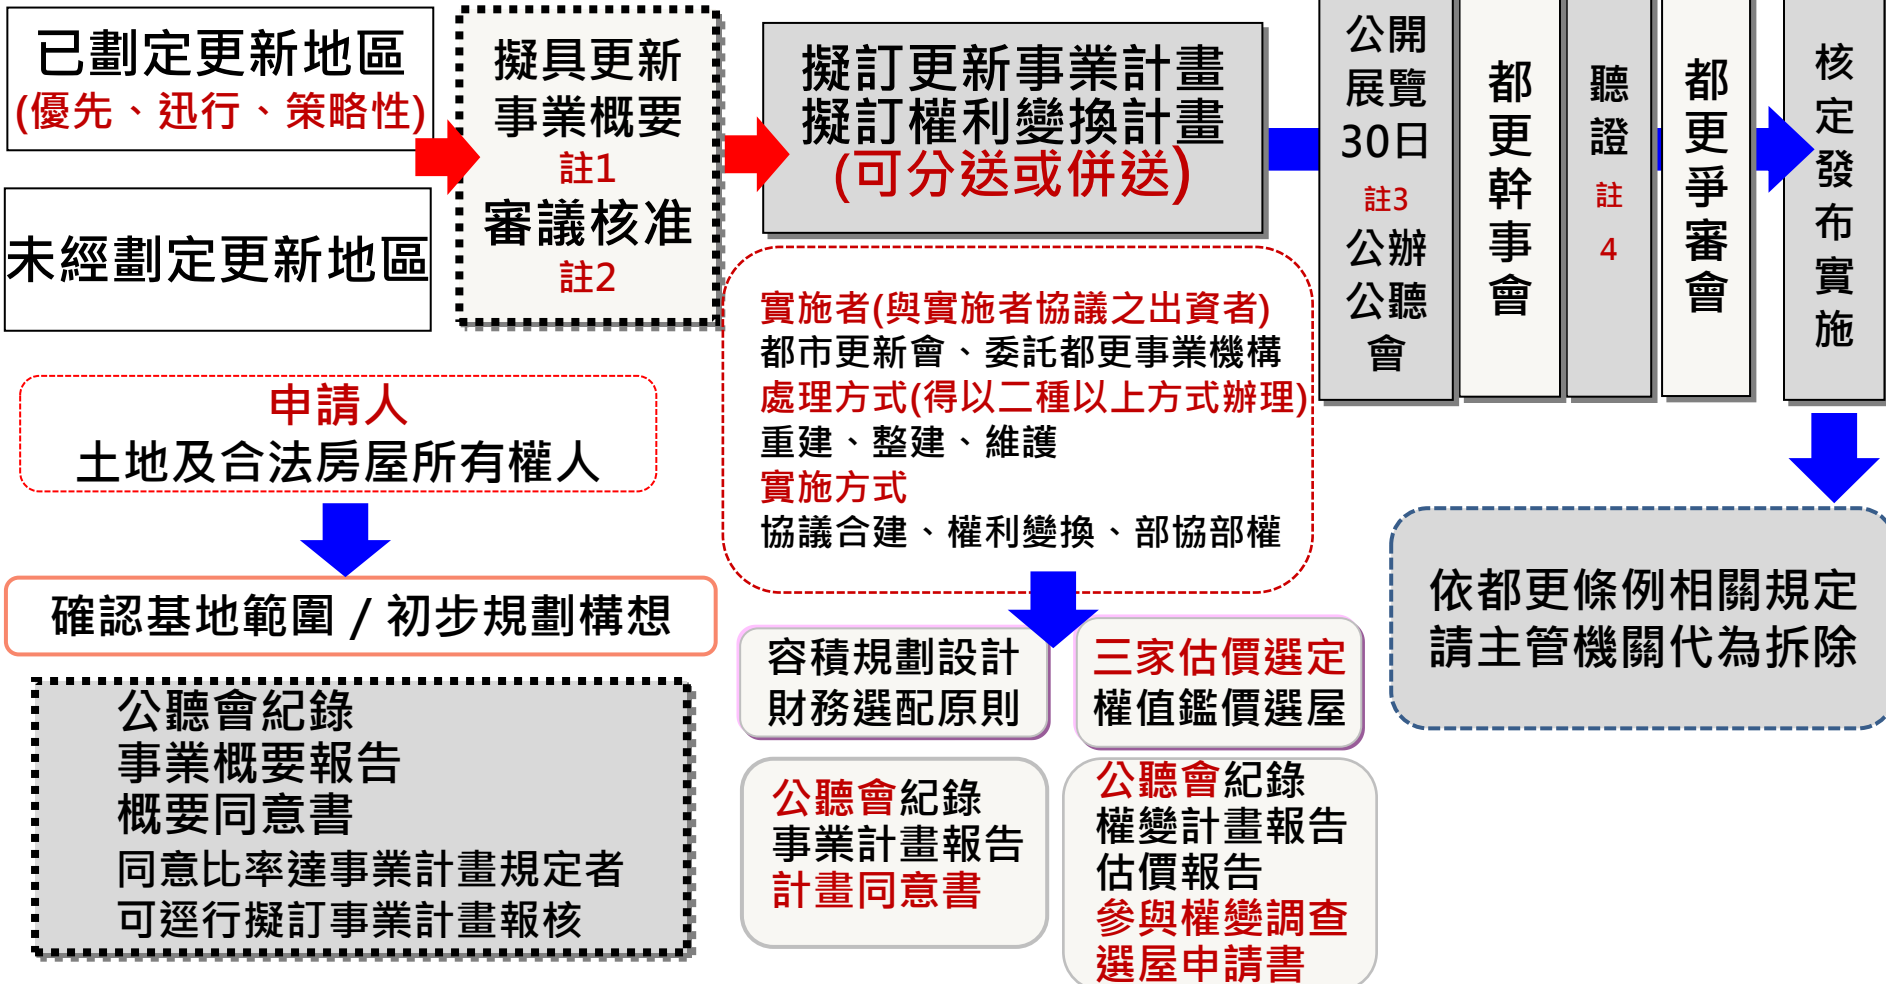 已劃定更新地區
(優先、迅行、策略性)
未經劃定更新地區
擬具更新
事業概要
註1
審議核准
註2
擬訂更新事業計畫
擬訂權利變換計畫
(可分送或併送)
公開
展覽
30日
註3
公辦
公聽
會
都
更
幹
事
會
聽
證
註
4
都
更
爭
審
會
核
定
發
布
實
施
申請人
土地及合法房屋所有權人
確認基地範圍 / 初步規劃構想
公聽會紀錄
事業概要報告
概要同意書
同意比率達事業計畫規定者
可逕行擬訂事業計畫報核
實施者(與實施者協議之出資者)
都市更新會、委託都更事業機構
處理方式(得以二種以上方式辦理)
重建、整建、維護
實施方式
協議合建、權利變換、部協部權
容積規劃設計
財務選配原則
公聽會紀錄
事業計畫報告
計畫同意書
三家估價選定
權值鑑價選屋
公聽會紀錄
權變計畫報告
估價報告
參與權變調查
選屋申請書
依都更條例相關規定
請主管機關代為拆除